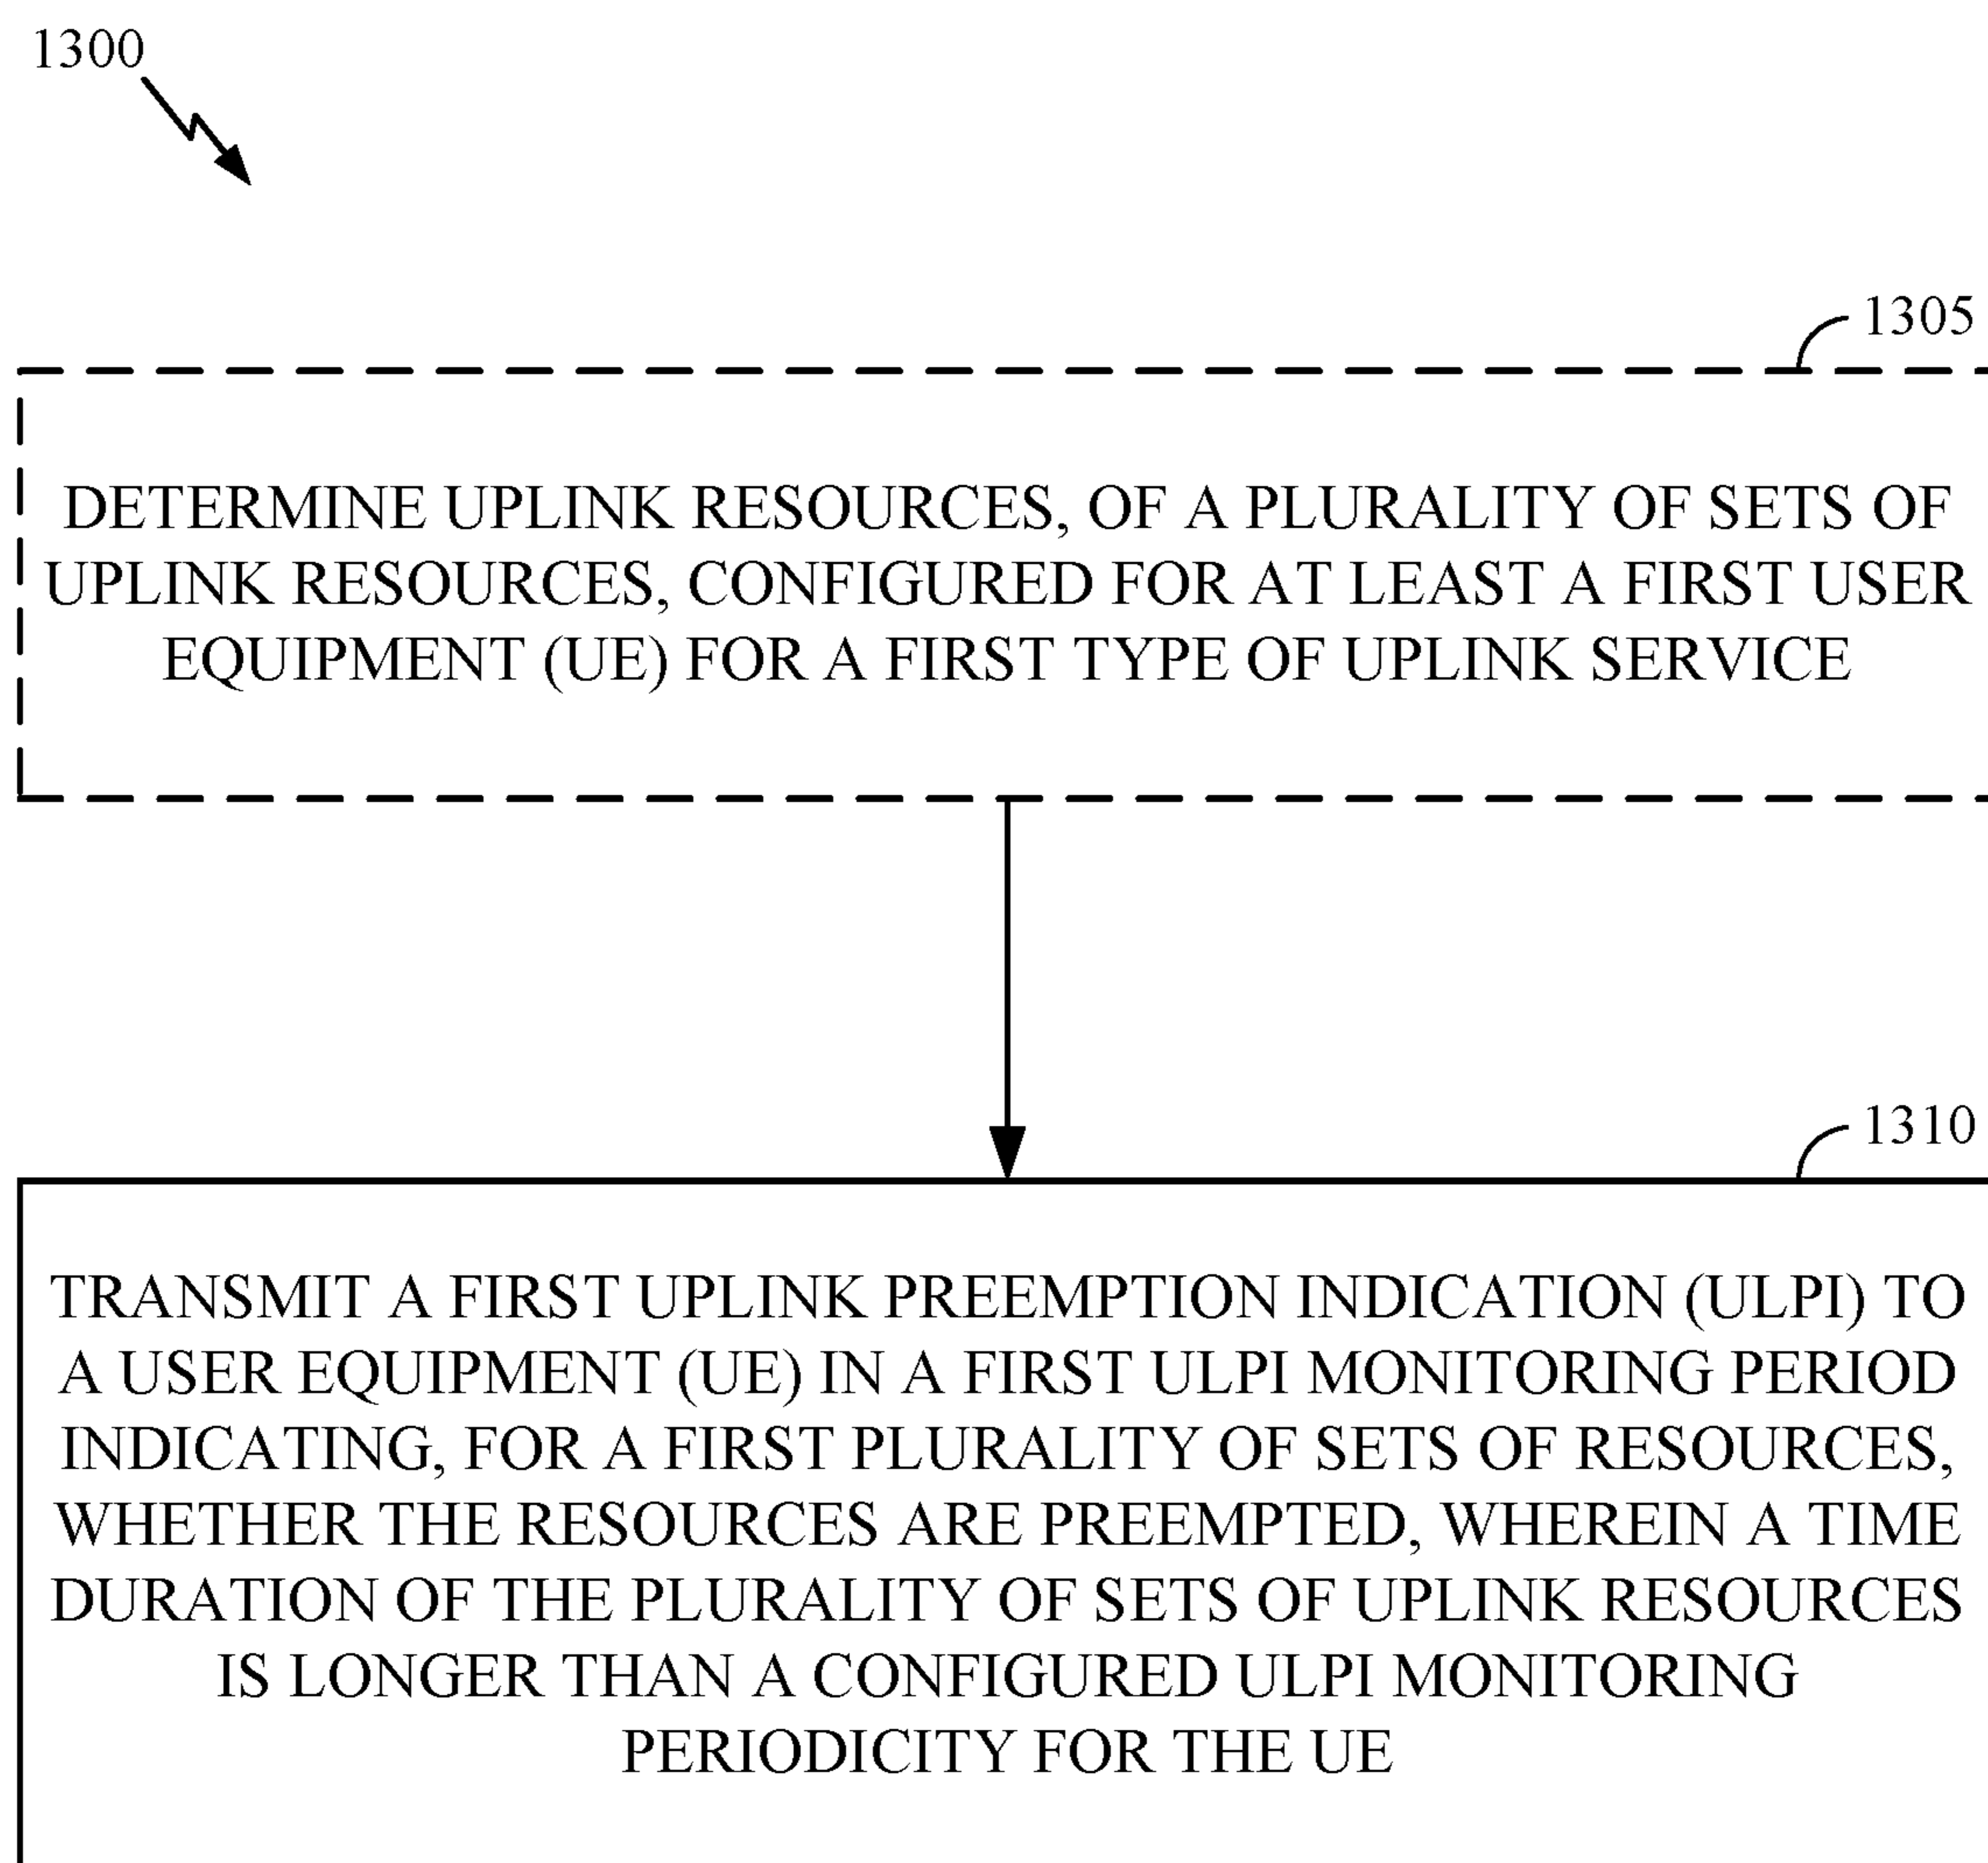 1300
1305
DETERMINE UPLINK RESOURCES, OF A PLURALITY OF SETS OF
UPLINK RESOURCES, CONFIGURED FOR AT LEAST A FIRST USER
EQUIPMENT (UE) FOR A FIRST TYPE OF UPLINK SERVICE
1310
TRANSMIT A FIRST UPLINK PREEMPTION INDICATION (ULPI) TO
A USER EQUIPMENT (UE) IN A FIRST ULPI MONITORING PERIOD
INDICATING, FOR A FIRST PLURALITY OF SETS OF RESOURCES,
WHETHER THE RESOURCES ARE PREEMPTED, WHEREIN A TIME
DURATION OF THE PLURALITY OF SETS OF UPLINK RESOURCES
IS LONGER THAN A CONFIGURED ULPI MONITORING
PERIODICITY FOR THE UE